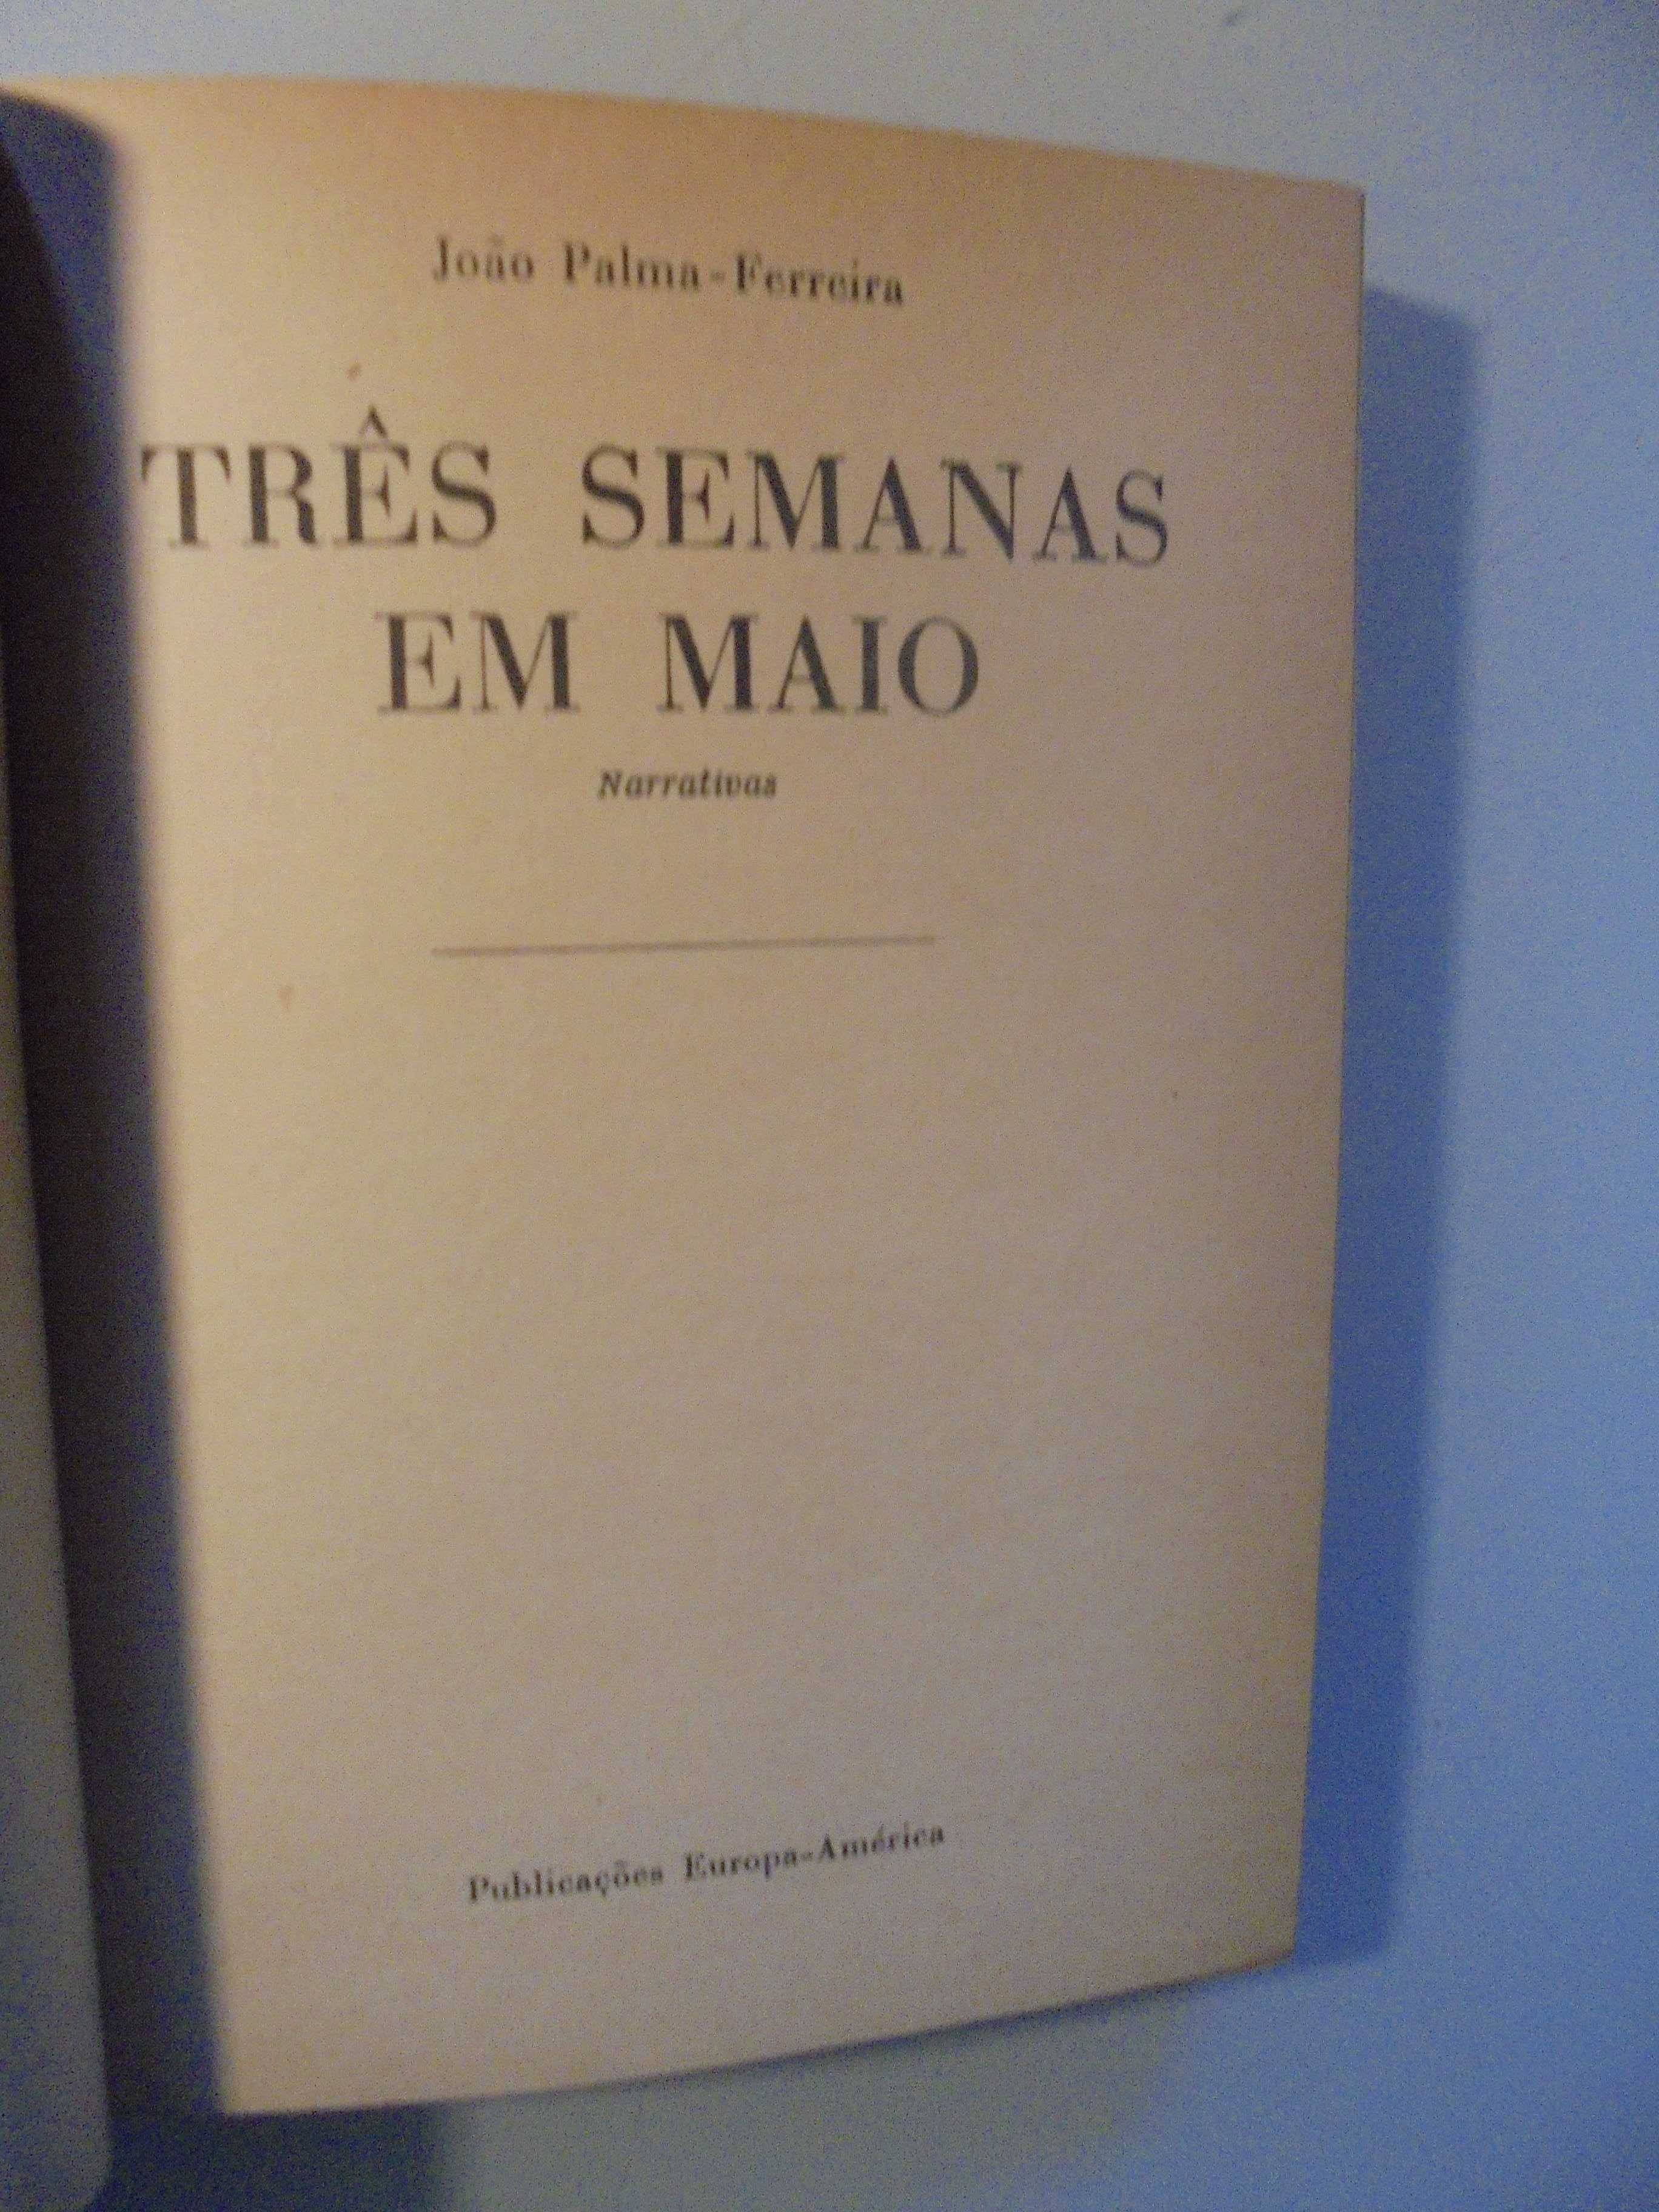 João Palma-Ferreira
TRÊS SEMANAS
EM MAIO
Narrativas
Publicações Europa-América